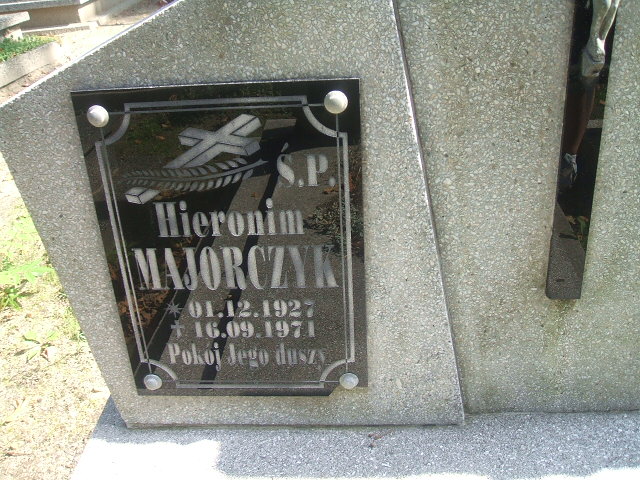 Ś.P.
Hieronim
MAJORCZYK
* 01.12.1927
† 16.09.1971
Pokój Jego duszy